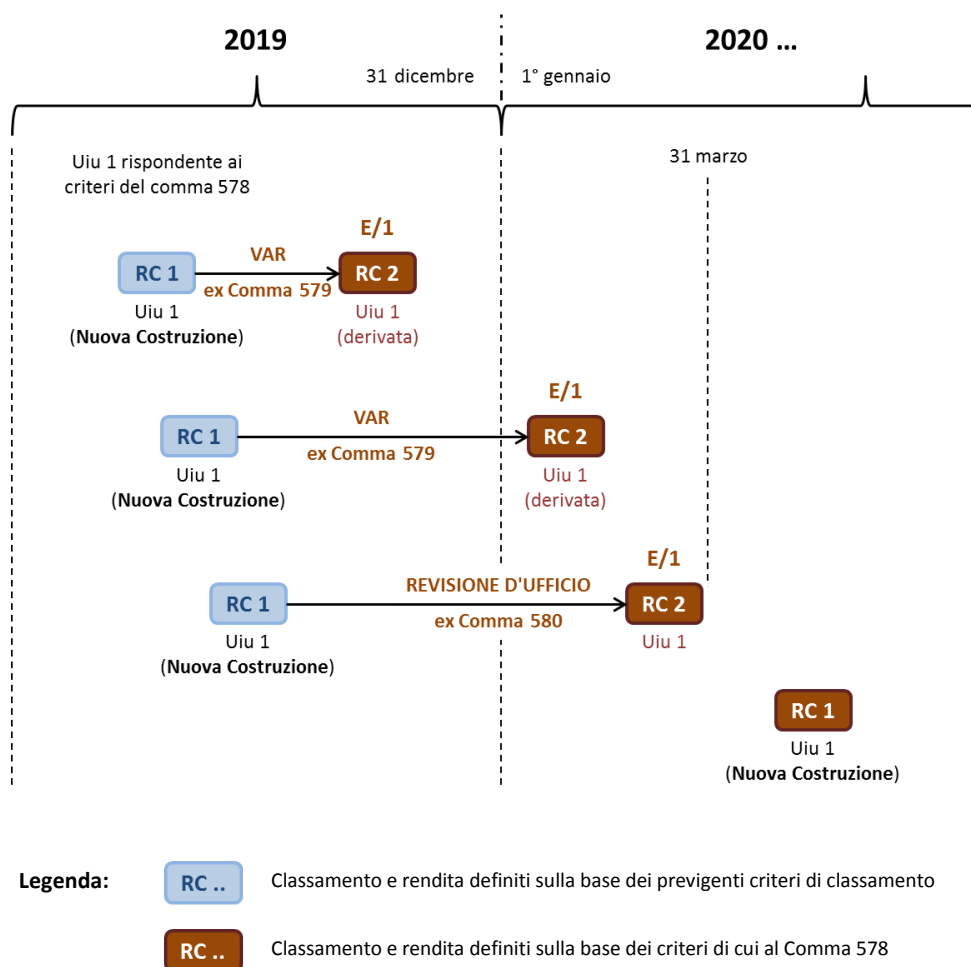 2019
2020 ...
31 dicembre
1° gennaio
31 marzo
Uiu 1 rispondente ai
criteri del comma 578
E/1
RC 1
VAR
ex Comma 579
RC 2
Uiu 1
(Nuova Costruzione)
Uiu 1
(derivata)
E/1
RC 1
VAR
ex Comma 579
RC 2
Uiu 1
(Nuova Costruzione)
Uiu 1
(derivata)
E/1
RC 1
REVISIONE D'UFFICIO
ex Comma 580
RC 2
Uiu 1
(Nuova Costruzione)
Uiu 1
RC 1
Uiu 1
(Nuova Costruzione)
Legenda:
RC ..
Classamento e rendita definiti sulla base dei previgenti criteri di classamento
RC ..
Classamento e rendita definiti sulla base dei criteri di cui al Comma 578